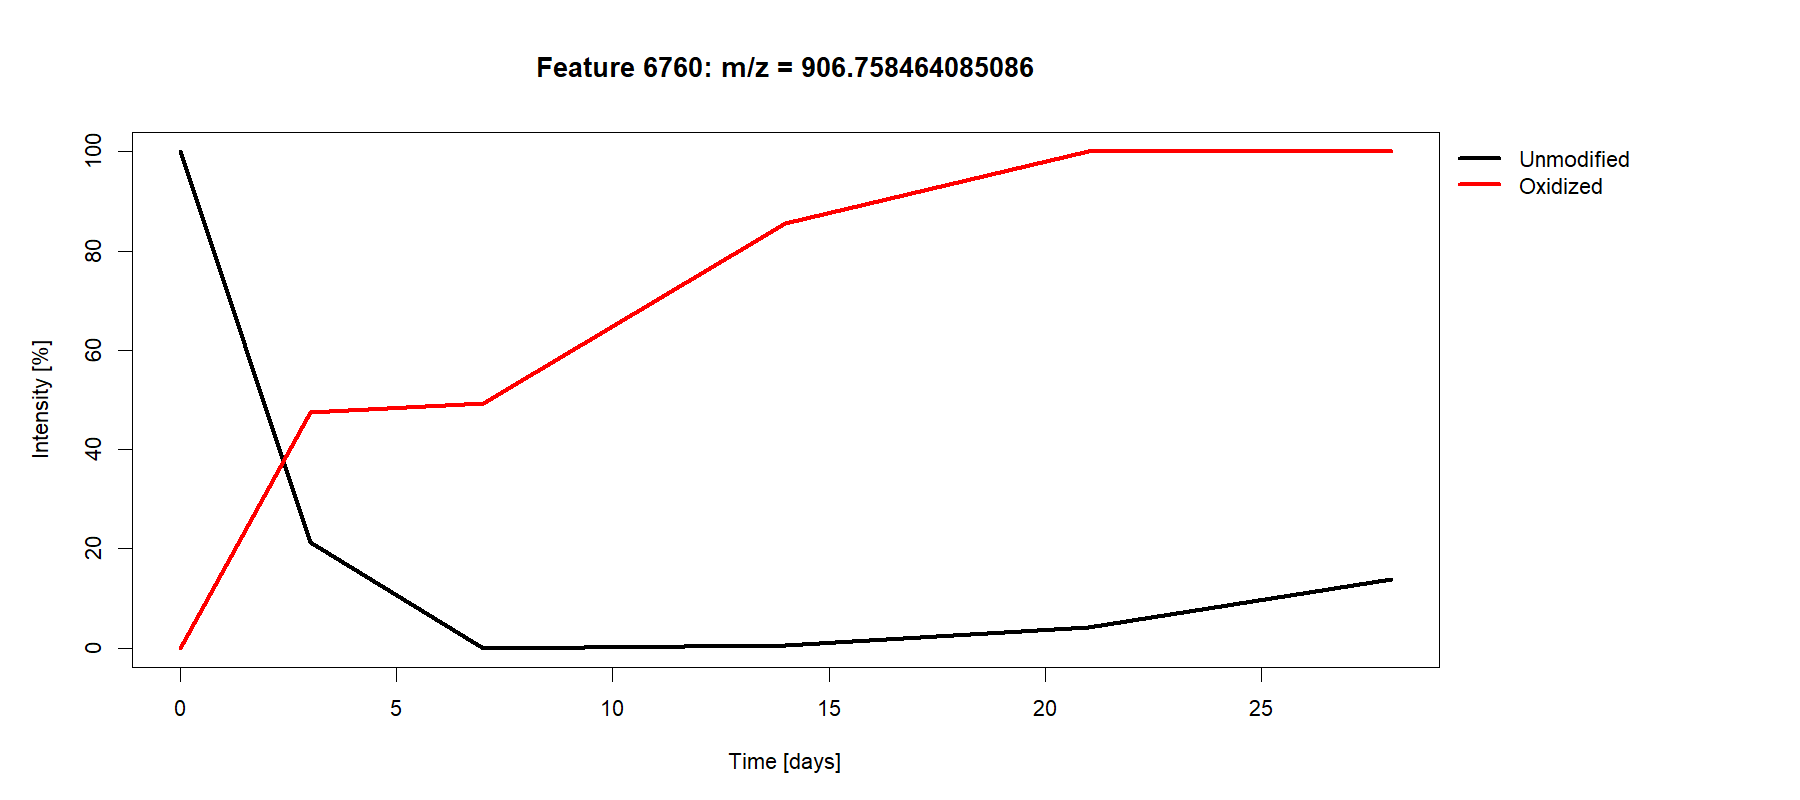 Feature 6760: m/z = 906.758464085086
Unmodified
Oxidized
Intensity [%]
100
80
60
40
20
0
0 5 10 15 20 25
Time [days]